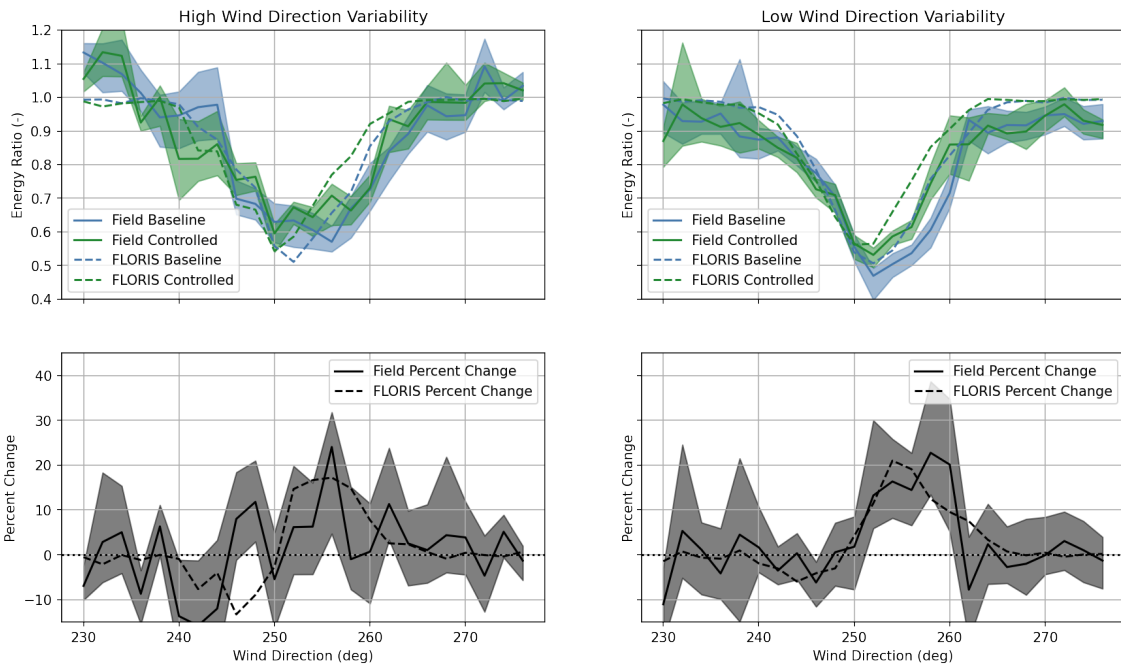 High Wind Direction Variability
Low Wind Direction Variability
1.2
1.1
1.0
0.9
0.8
0.7
0.6
0.5
0.4
Energy Ratio (-)
Field Baseline
Field Controlled
FLORIS Baseline
FLORIS Controlled
Energy Ratio (-)
Field Baseline
Field Controlled
FLORIS Baseline
FLORIS Controlled
40
30
20
10
0
−10
Percent Change
Field Percent Change
FLORIS Percent Change
230 240 250 260 270
Wind Direction (deg)
Percent Change
Field Percent Change
FLORIS Percent Change
230 240 250 260 270
Wind Direction (deg)